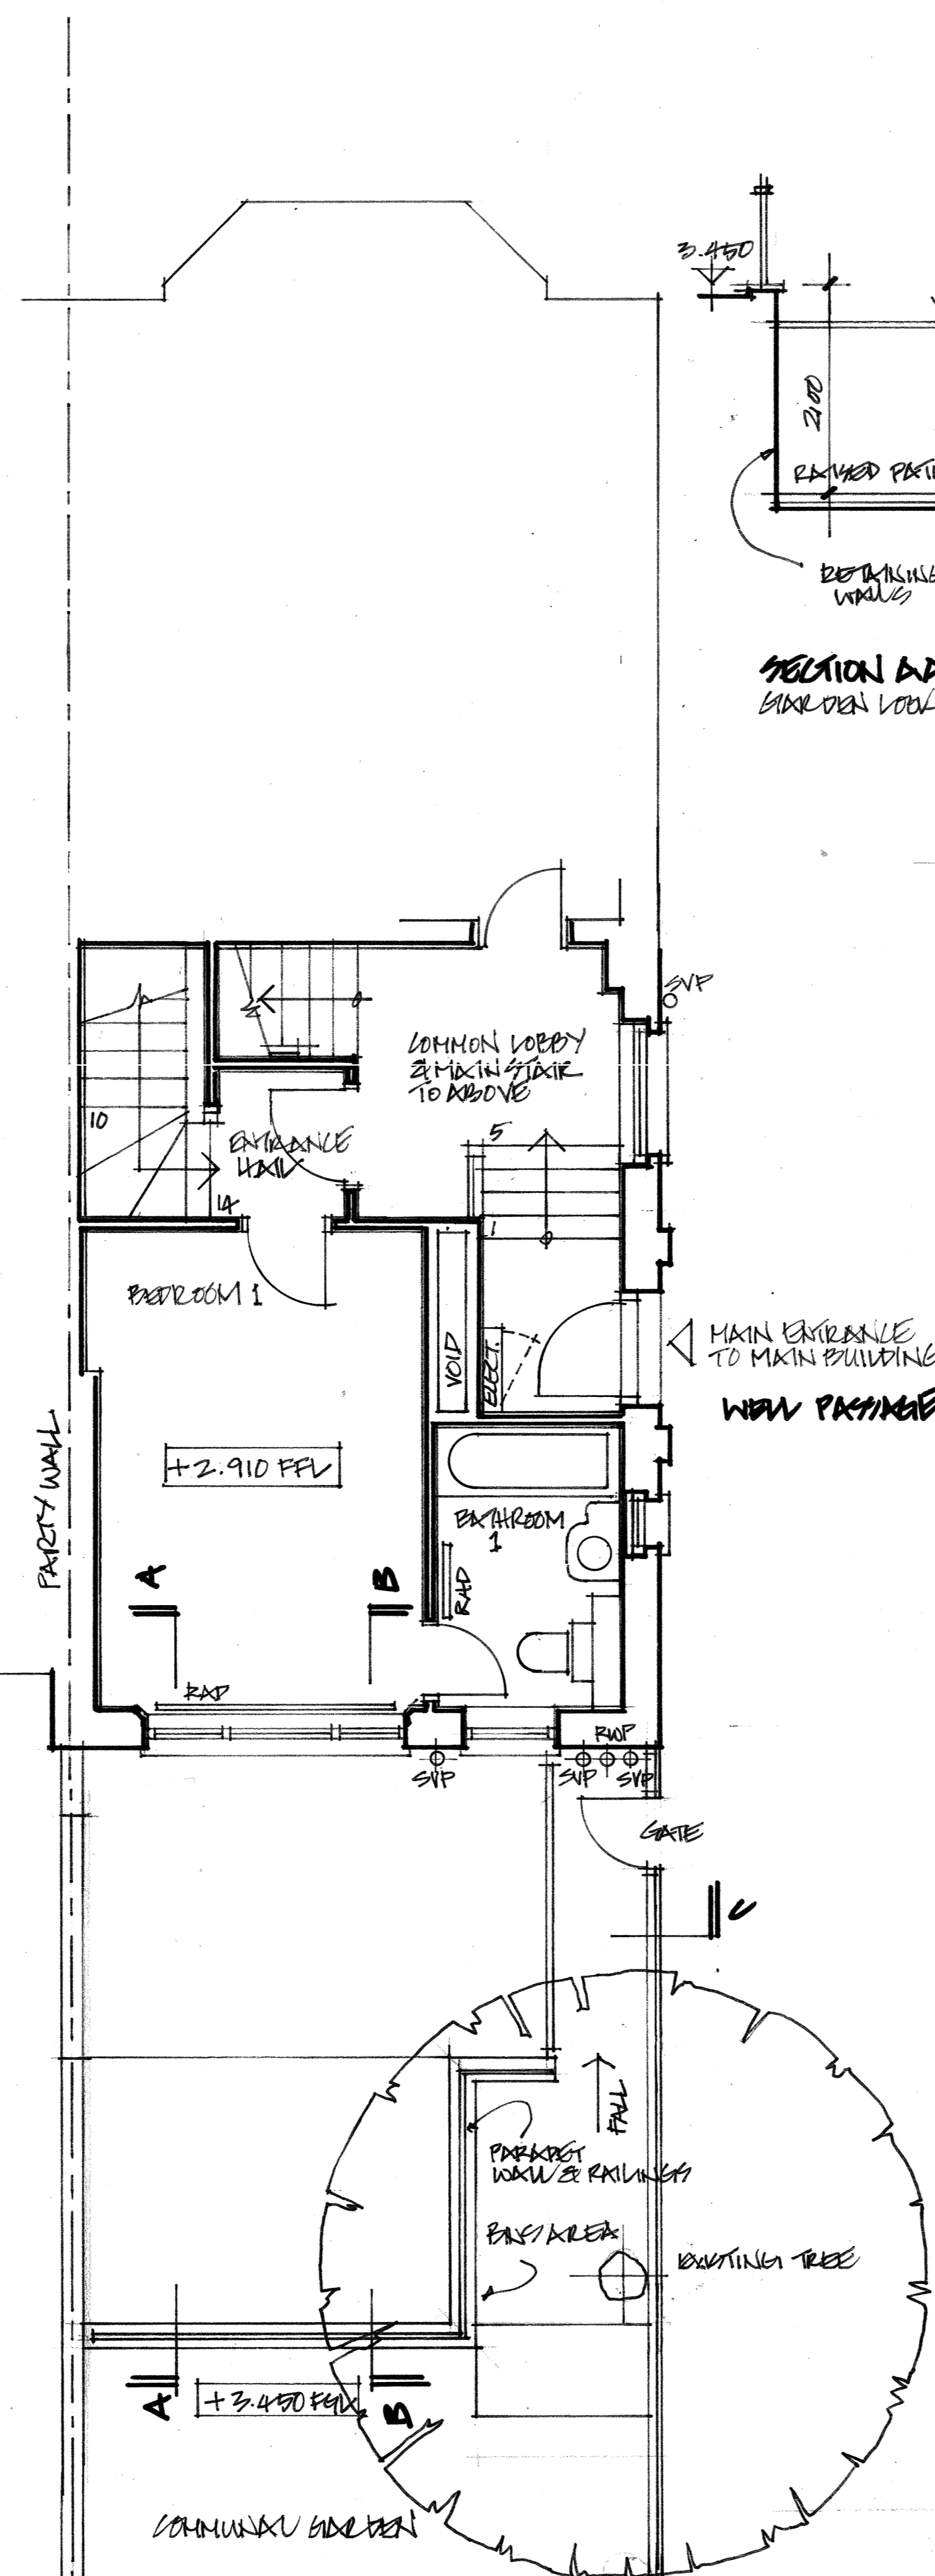 3.450
2100
RAISED PATI
RETAINING
WALLS
SECTION AA
GARDEN LOOK
SVP
COMMON LOBBY
& MAIN STAIR
TO ABOVE
10
5
ENTRANCE
HALL
14
1
BEDROOM 1
VOID
ELECT.
MAIN ENTRANCE
TO MAIN BUILDING
WELL PASSAGE
PARTY WALL
+2.910 FFL
BATHROOM
1
A
B
RAD
RAD
RWP
SVP
SVP
SVP
GATE
C
FALL
PARAPET
WALL & RAILINGS
BINS AREA
EXISTING TREE
A
+3.450 FGL
B
COMMUNAL GARDEN